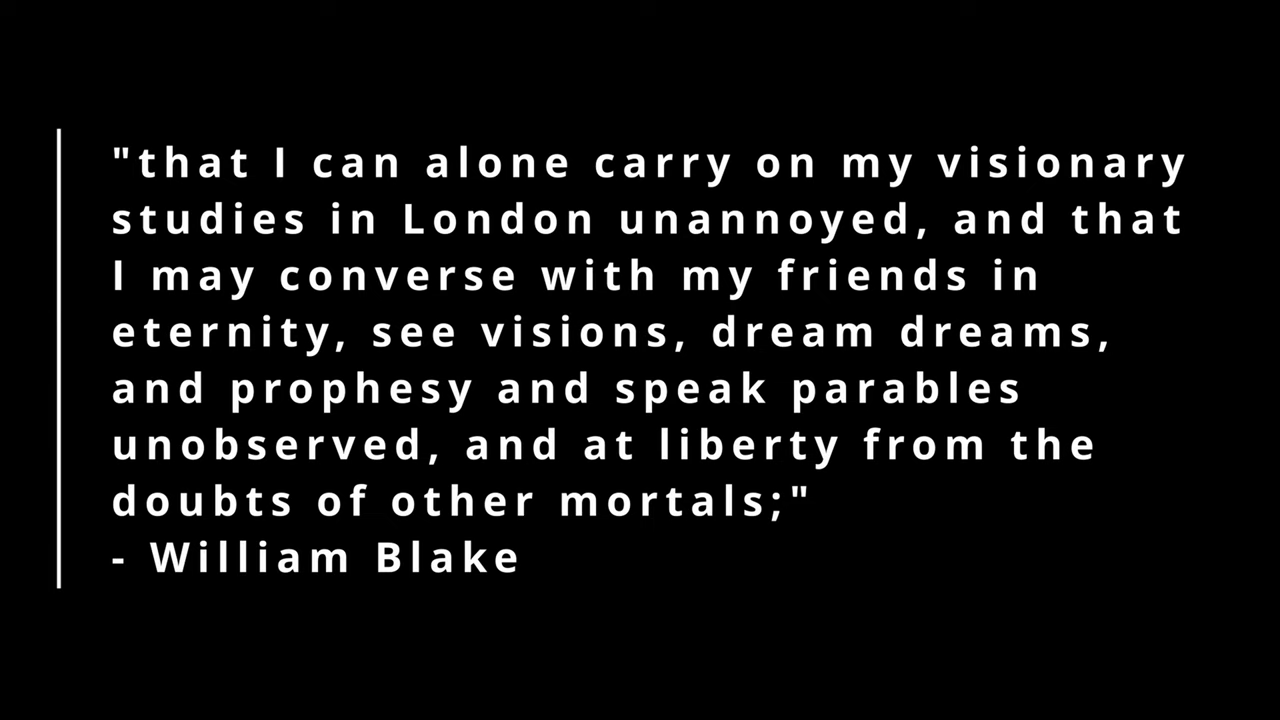 "that I can alone carry on my visionary
studies in London unannoyed, and that
I may converse with my friends in
eternity, see visions, dream dreams,
and prophesy and speak parables
unobserved, and at liberty from the
doubts of other mortals;"
- William Blake